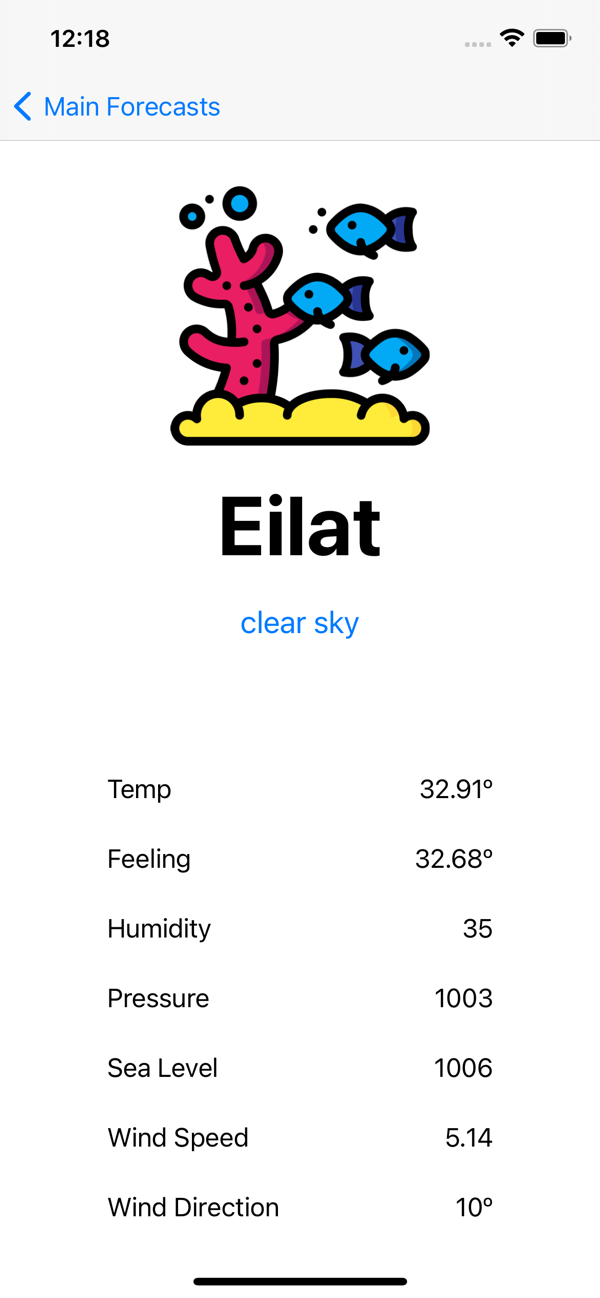 12:18
Main Forecasts
Eilat
clear sky
Temp 32.91º
Feeling 32.68º
Humidity 35
Pressure 1003
Sea Level 1006
Wind Speed 5.14
Wind Direction 10º